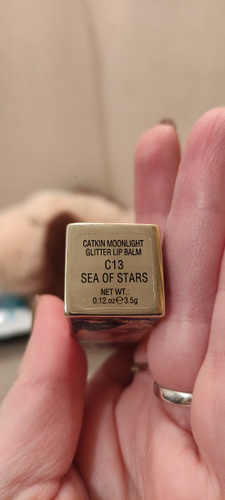 CATKIN MOONLIGHT
GLITTER LIP BALM
C13
SEA OF STARS
NET WT.:
0.12.oz℮3.5g